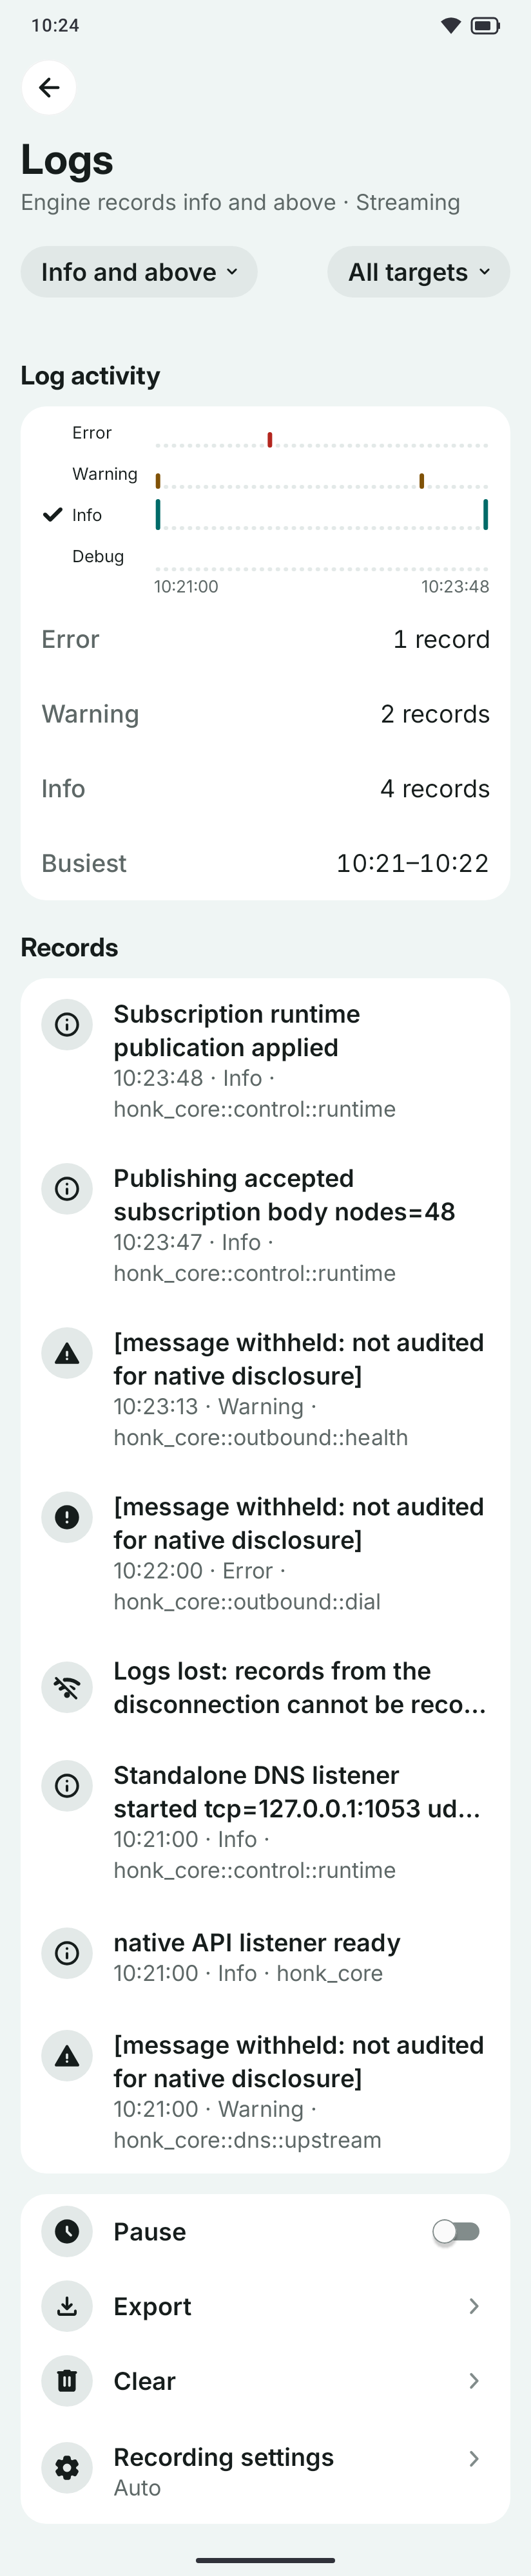 10:24
Logs
Engine records info and above · Streaming
Info and above
All targets
Log activity
Error
Warning
Info
Debug
10:21:00
10:23:48
Error
1 record
Warning
2 records
Info
4 records
Busiest
10:21–10:22
Records
Subscription runtime
publication applied
10:23:48 · Info ·
honk_core::control::runtime
Publishing accepted
subscription body nodes=48
10:23:47 · Info ·
honk_core::control::runtime
[message withheld: not audited
for native disclosure]
10:23:13 · Warning ·
honk_core::outbound::health
[message withheld: not audited
for native disclosure]
10:22:00 · Error ·
honk_core::outbound::dial
Logs lost: records from the
disconnection cannot be reco...
Standalone DNS listener
started tcp=127.0.0.1:1053 ud...
10:21:00 · Info ·
honk_core::control::runtime
native API listener ready
10:21:00 · Info · honk_core
[message withheld: not audited
for native disclosure]
10:21:00 · Warning ·
honk_core::dns::upstream
Pause
Export
Clear
Recording settings
Auto